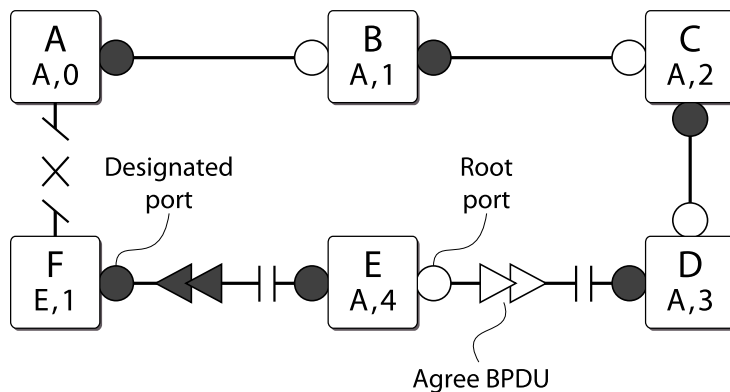 A
A,0
B
A,1
C
A,2
Designated
port
Root
port
F
E,1
E
A,4
D
A,3
Agree BPDU